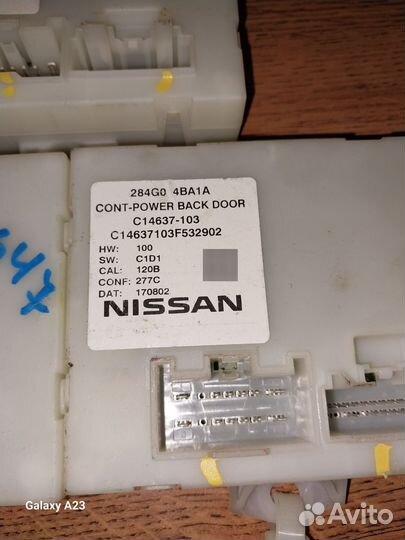 284G0 4BA1A
CONT-POWER BACK DOOR
C14637-103
C14637103F532902
HW: 100
SW: C1D1
CAL: 120B
CONF: 277C
DAT: 170802
NISSAN
Galaxy A23
Avito